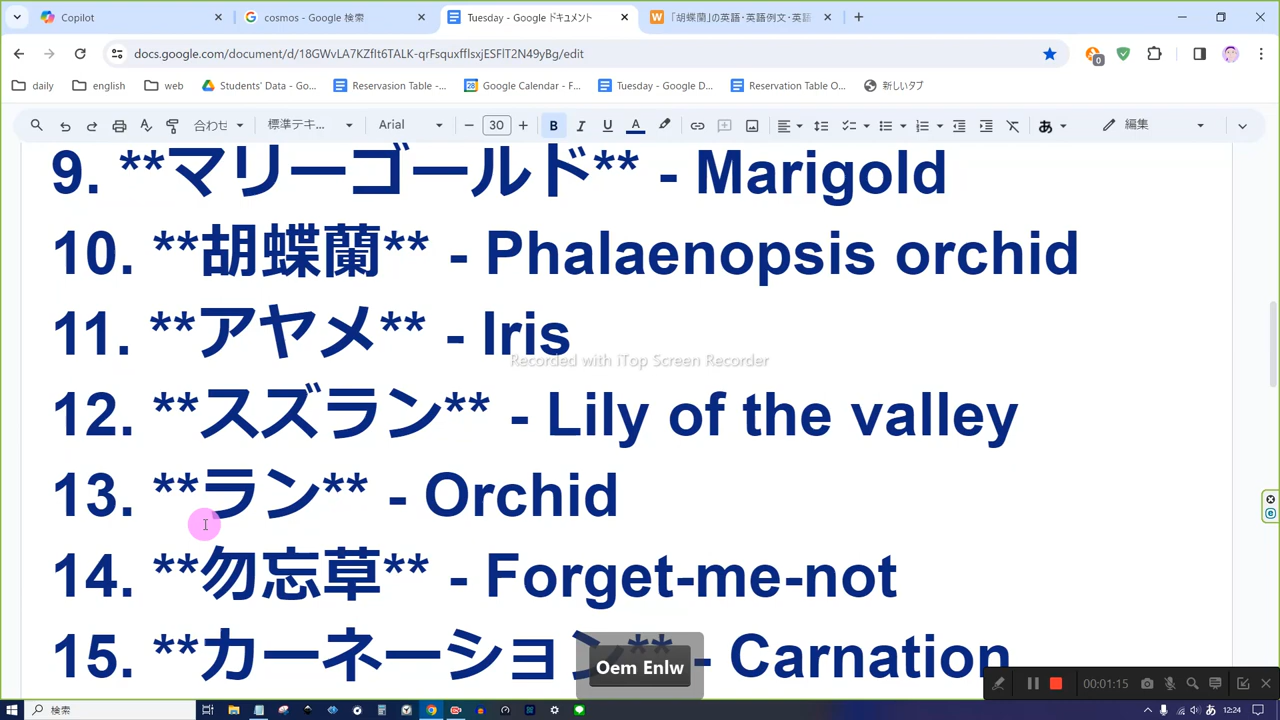 Copilot
cosmos - Google 検索
Tuesday - Google ドキュメント
「胡蝶蘭」の英語・英語例文・英語
docs.google.com/document/d/18GWvLA7KZflt6TALK-grFsquxfflsxjESFlT2N49yBg/edit
daily
english
web
Students' Data - Go...
Reservasion Table -...
Google Calendar - F...
Tuesday - Google D...
Reservation Table O...
新しいタブ
合わせ
標準テキ...
Arial
30
編集
9. **マリーゴールド** - Marigold
10. **胡蝶蘭** - Phalaenopsis orchid
11. **アヤメ** - Iris
Recorded with iTop Screen Recorder
12. **スズラン** - Lily of the valley
13. **ラン** - Orchid
14. **勿忘草** - Forget-me-not
15. **カーネーション** - Carnation
Oem Enlw
00:01:15
検索
あ 12:24